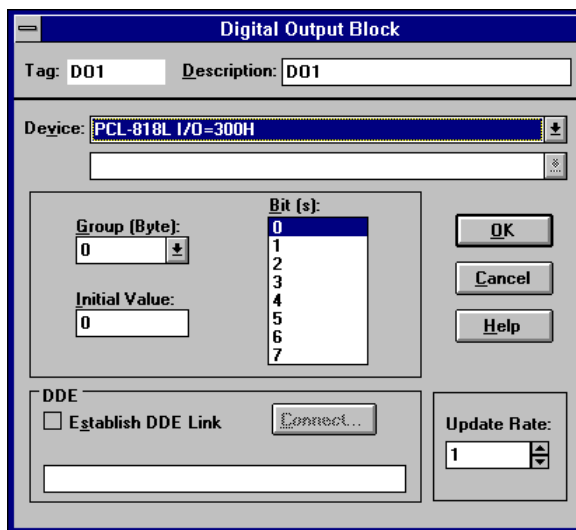 Digital Output Block
Tag: DO1 Description: DO1
Device: PCL-818L I/O=300H
Group (Byte):
0
Initial Value:
0
Bit (s):
0
1
2
3
4
5
6
7
OK
Cancel
Help
DDE
Establish DDE Link Connect...
Update Rate:
1